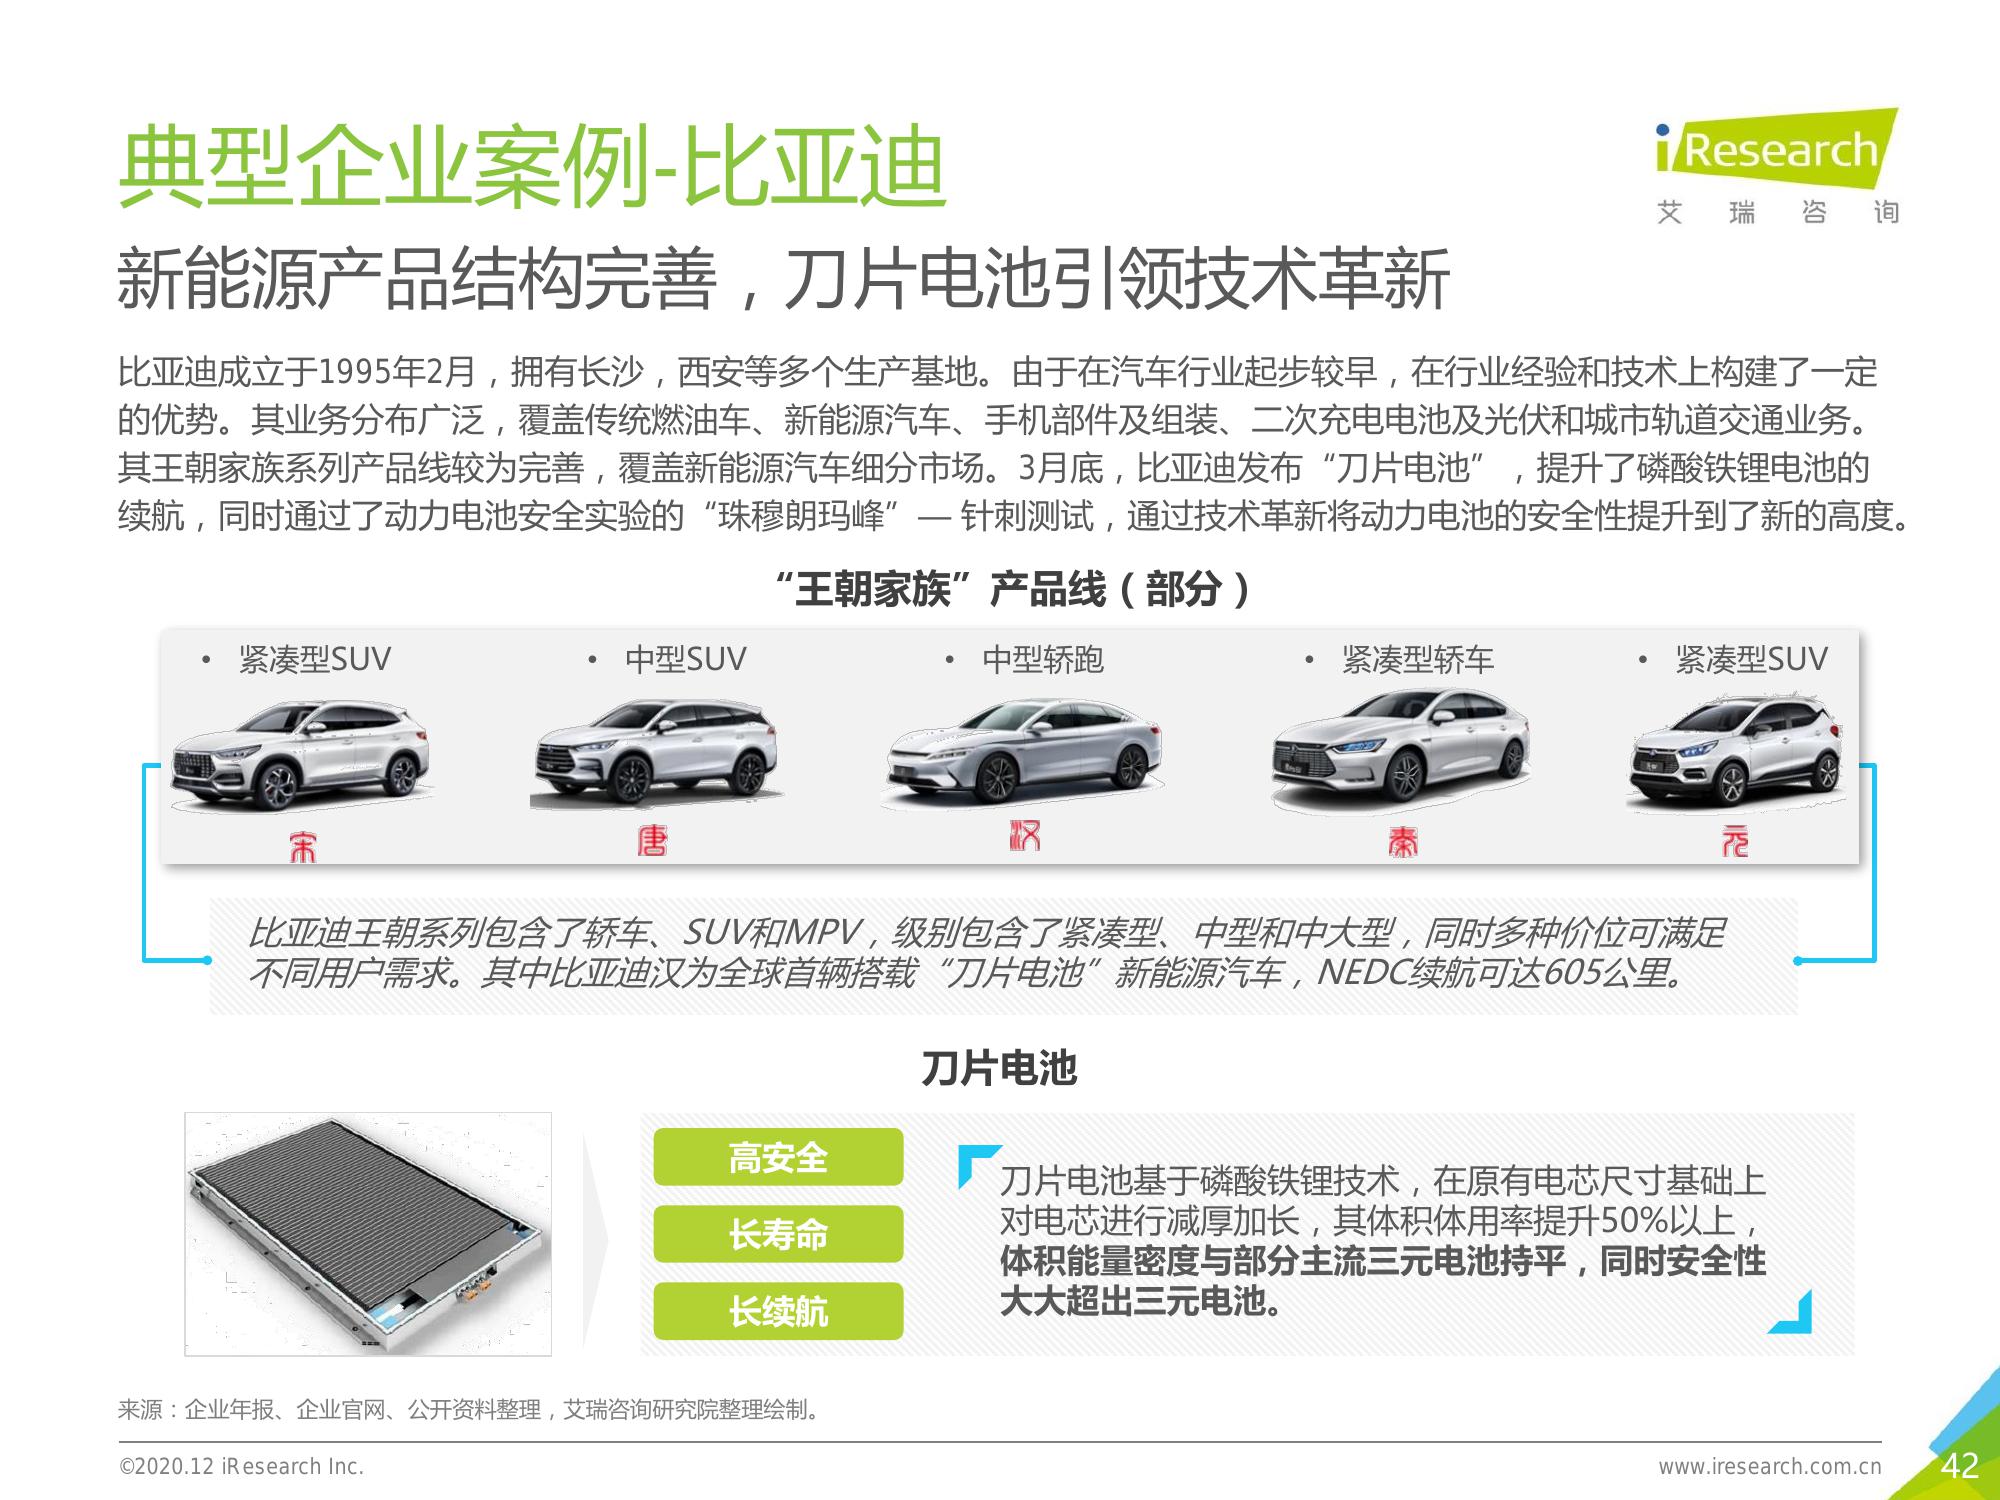 典型企业案例-比亚迪
iResearch
艾瑞咨询
新能源产品结构完善，刀片电池引领技术革新
比亚迪成立于1995年2月，拥有长沙，西安等多个生产基地。由于在汽车行业起步较早，在行业经验和技术上构建了一定
的优势。其业务分布广泛，覆盖传统燃油车、新能源汽车、手机部件及组装、二次充电电池及光伏和城市轨道交通业务。
其王朝家族系列产品线较为完善，覆盖新能源汽车细分市场。3月底，比亚迪发布“刀片电池”，提升了磷酸铁锂电池的
续航，同时通过了动力电池安全实验的“珠穆朗玛峰”— 针刺测试，通过技术革新将动力电池的安全性提升到了新的高度。
“王朝家族”产品线（部分）
• 紧凑型SUV
• 中型SUV
• 中型轿跑
• 紧凑型轿车
• 紧凑型SUV
宋
唐
汉
秦
元
比亚迪王朝系列包含了轿车、SUV和MPV，级别包含了紧凑型、中型和中大型，同时多种价位可满足
不同用户需求。其中比亚迪汉为全球首辆搭载“刀片电池”新能源汽车，NEDC续航可达605公里。
刀片电池
高安全
长寿命
长续航
刀片电池基于磷酸铁锂技术，在原有电芯尺寸基础上
对电芯进行减厚加长，其体积体用率提升50%以上，
体积能量密度与部分主流三元电池持平，同时安全性
大大超出三元电池。
来源：企业年报、企业官网、公开资料整理，艾瑞咨询研究院整理绘制。
©2020.12 iResearch Inc.
www.iresearch.com.cn
42